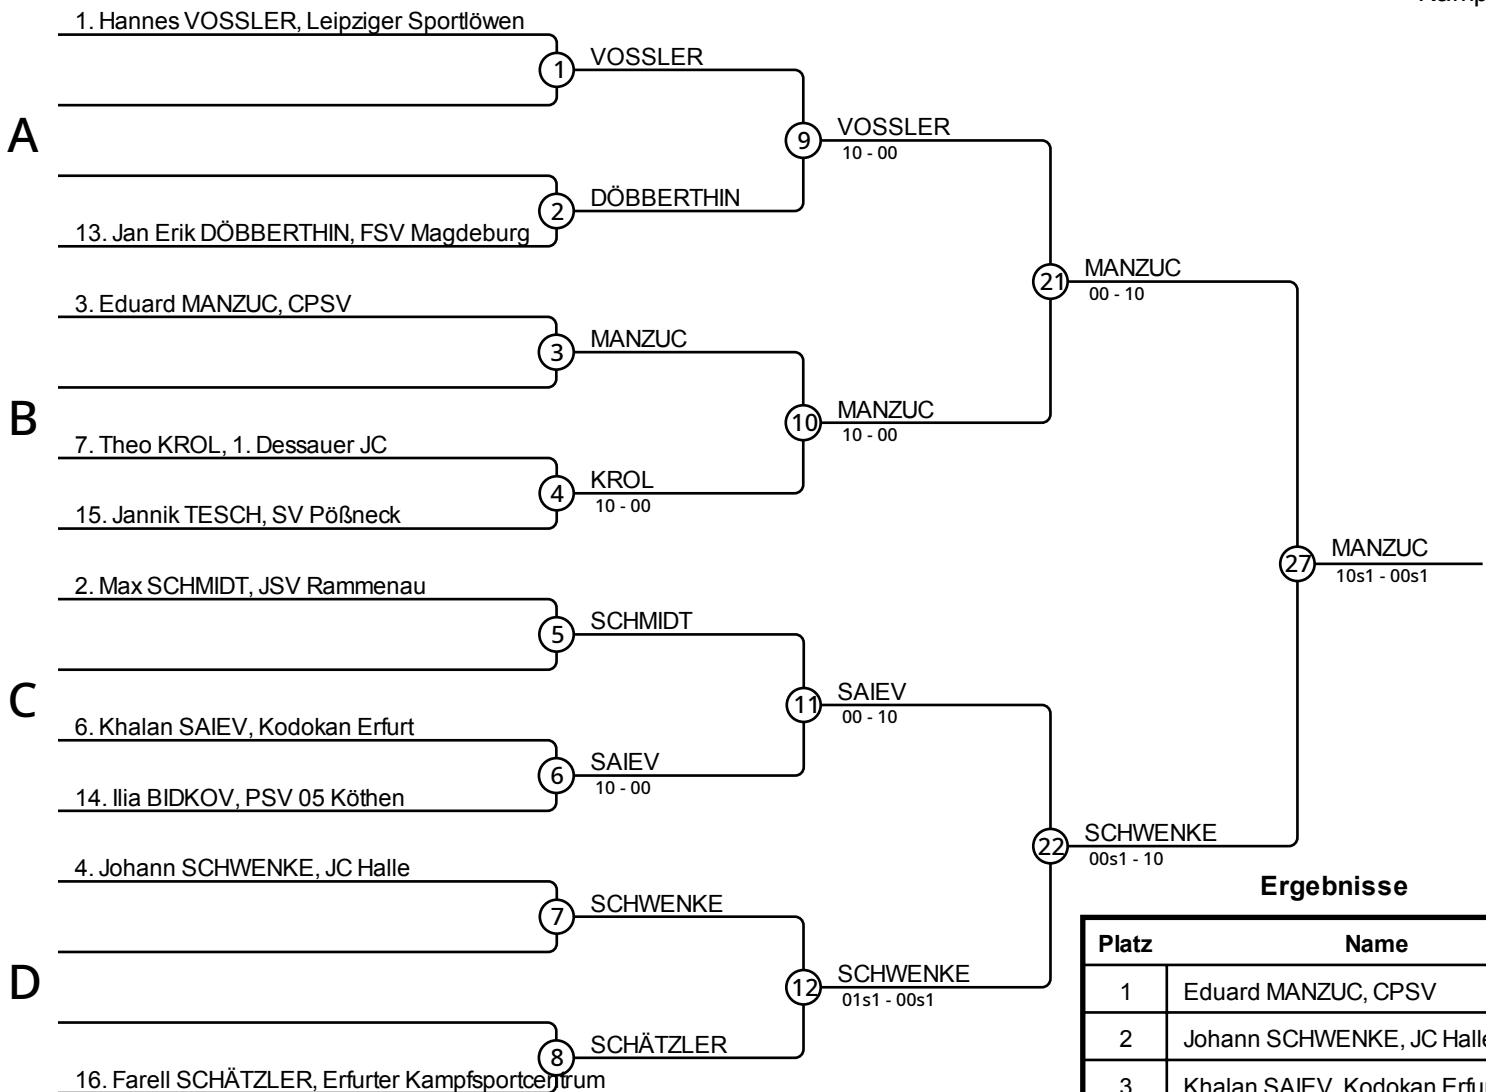 1. Hannes VOSSLER, Leipziger Sportlöwen
1
VOSSLER
A
9
VOSSLER
10 - 00
2
DÖBBERTHIN
13. Jan Erik DÖBBERTHIN, FSV Magdeburg
21
MANZUC
00 - 10
3. Eduard MANZUC, CPSV
3
MANZUC
B
10
MANZUC
10 - 00
7. Theo KROL, 1. Dessauer JC
4
KROL
10 - 00
15. Jannik TESCH, SV Pößneck
27
MANZUC
10s1 - 00s1
2. Max SCHMIDT, JSV Rammenau
5
SCHMIDT
C
11
SAIEV
00 - 10
6. Khalan SAIEV, Kodokan Erfurt
6
SAIEV
10 - 00
14. Ilia BIDKOV, PSV 05 Köthen
22
SCHWENKE
00s1 - 10
4. Johann SCHWENKE, JC Halle
7
SCHWENKE
D
12
SCHWENKE
01s1 - 00s1
8
SCHÄTZLER
16. Farell SCHÄTZLER, Erfurter Kampfsportcentrum
Ergebnisse
Platz Name
1 Eduard MANZUC, CPSV
2 Johann SCHWENKE, JC Halle
3 Khalan SAIEV, Kodokan